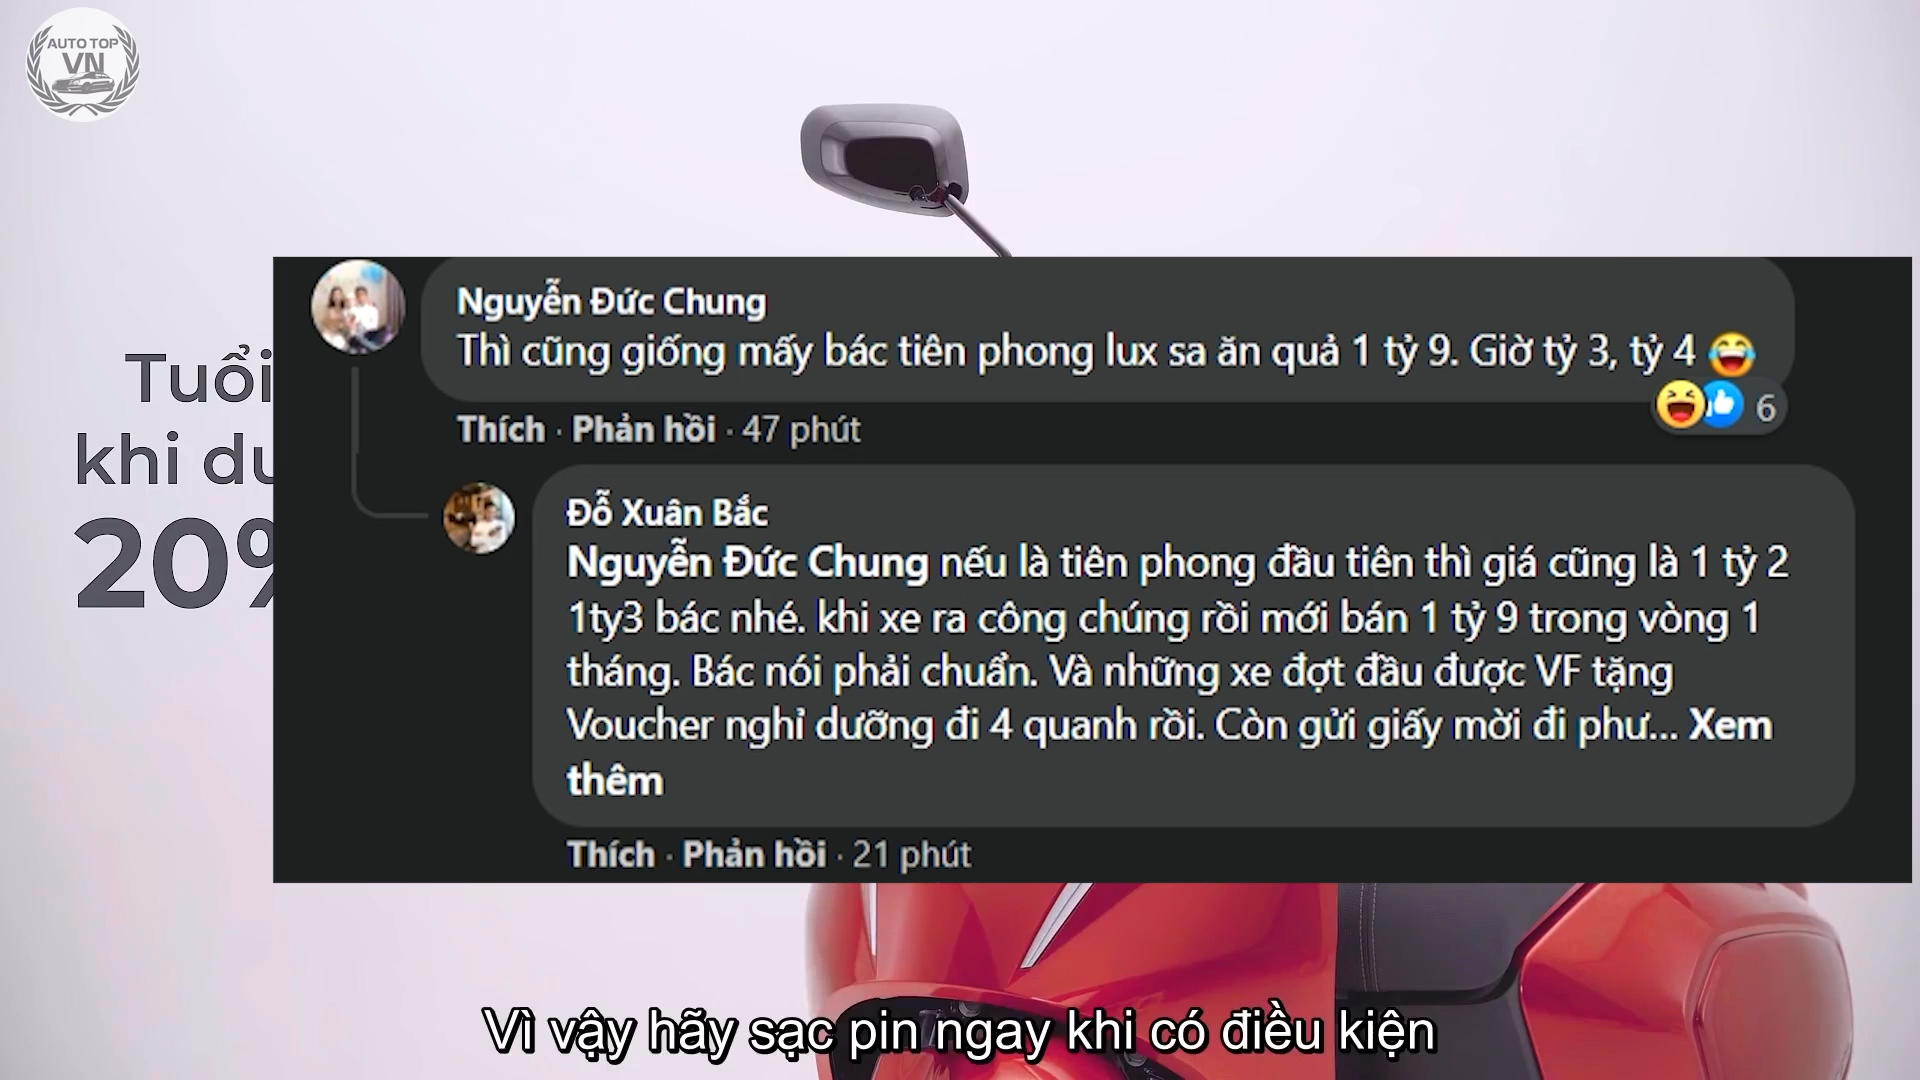 AUTO TOP
VN
Nguyễn Đức Chung
Thì cũng giống mấy bác tiên phong lux sa ăn quả 1 tỷ 9. Giờ tỷ 3, tỷ 4
6
Thích · Phản hồi · 47 phút
Tuổi
khi dư
20%
Đỗ Xuân Bắc
Nguyễn Đức Chung nếu là tiên phong đầu tiên thì giá cũng là 1 tỷ 2
1ty3 bác nhé. khi xe ra công chúng rồi mới bán 1 tỷ 9 trong vòng 1
tháng. Bác nói phải chuẩn. Và những xe đợt đầu được VF tặng
Voucher nghỉ dưỡng đi 4 quanh rồi. Còn gửi giấy mời đi phư... Xem
thêm
Thích · Phản hồi · 21 phút
Vì vậy hãy sạc pin ngay khi có điều kiện